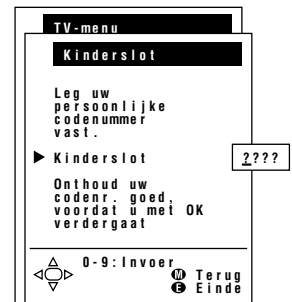 TV-menu
Kinderslot
Leg uw
persoonlijke
codenummer
vast.
Kinderslot
????
Onthoud uw
codenr. goed,
voordat u met OK
verdergaat
0-9:Invoer
M Terug
E Einde